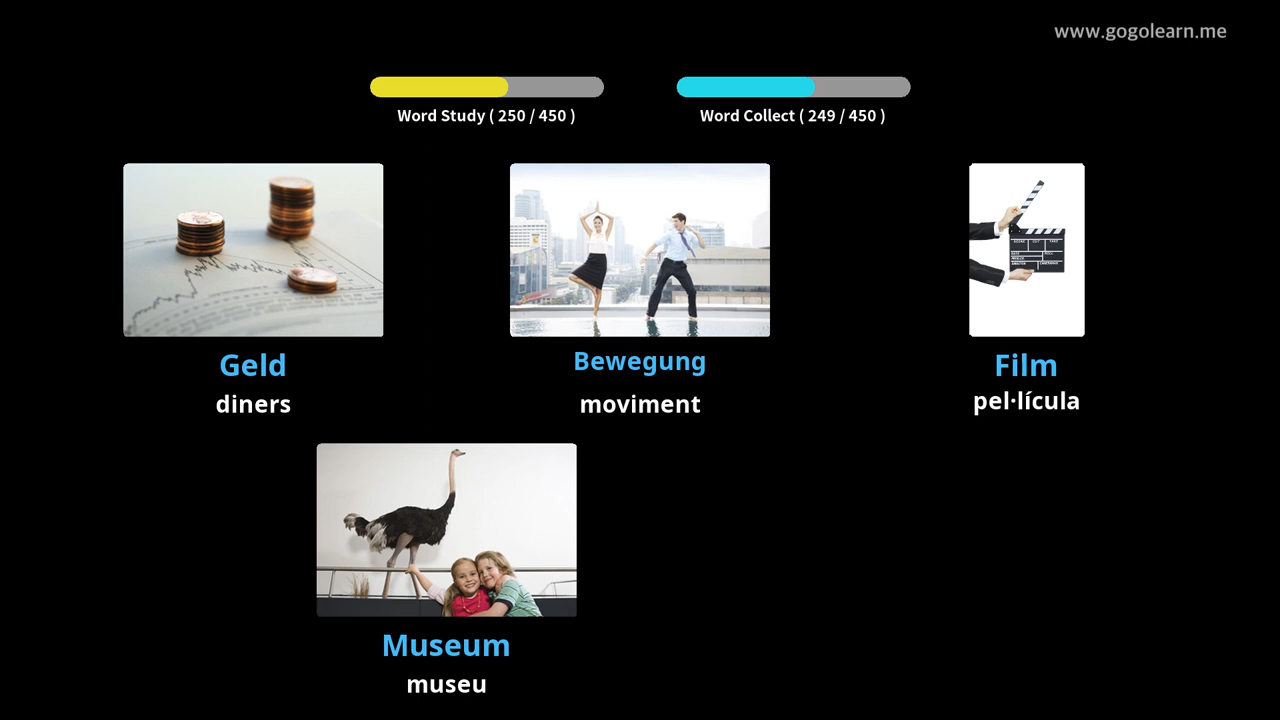 www.gogolearn.me
Word Study ( 250 / 450 )
Word Collect ( 249 / 450 )
Geld
diners
Bewegung
moviment
Film
pel·lícula
Museum
museu